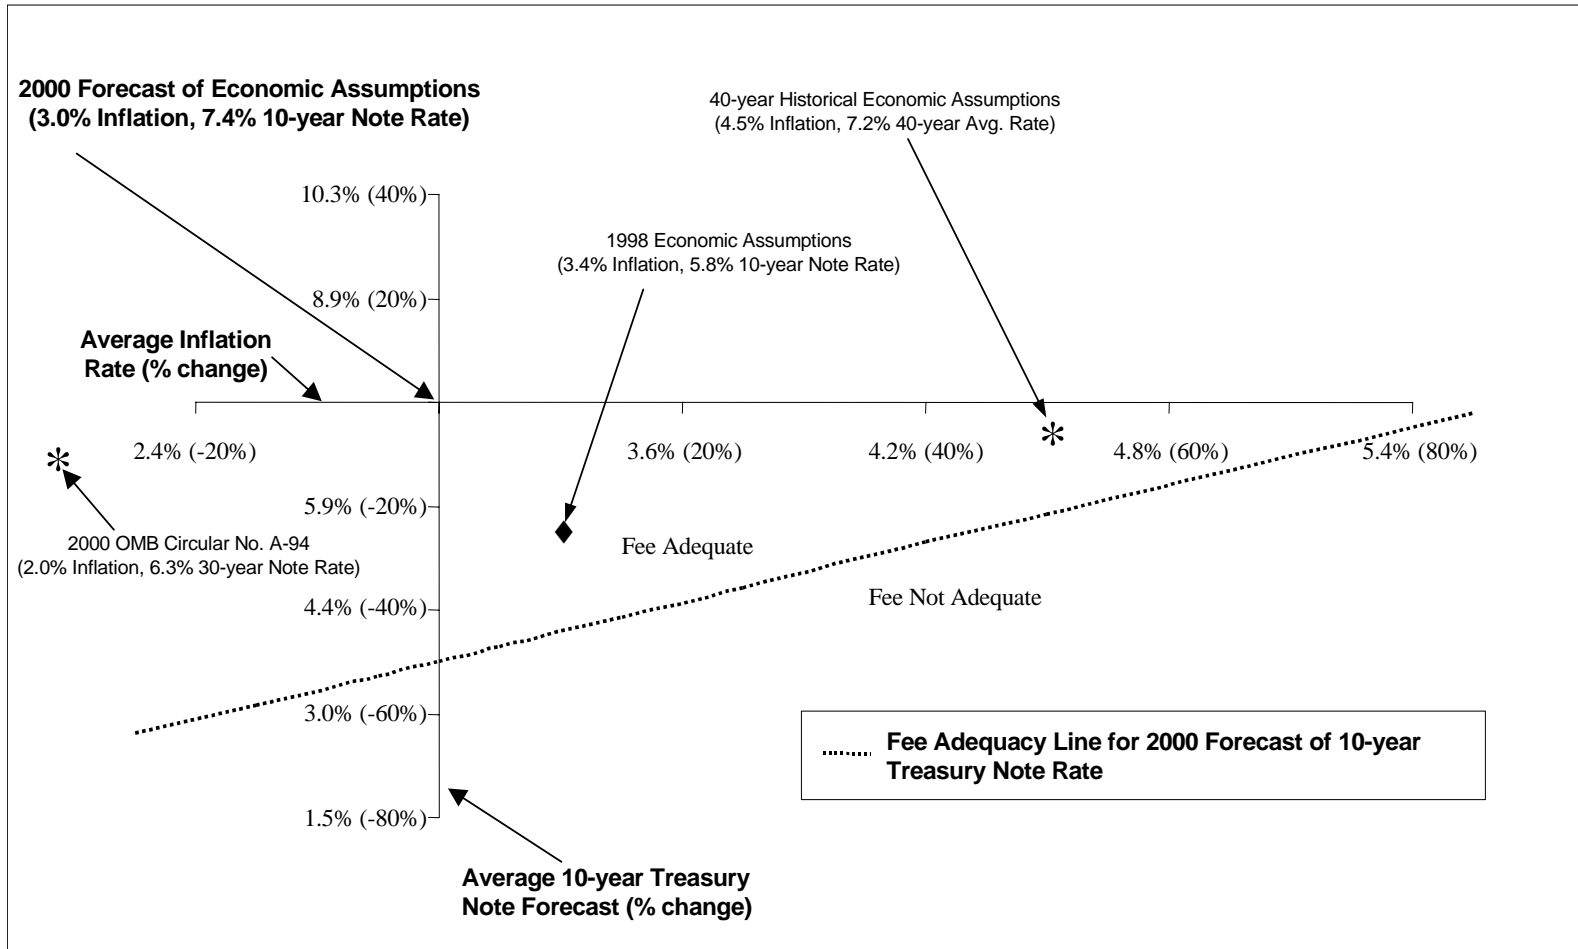 2000 Forecast of Economic Assumptions
(3.0% Inflation, 7.4% 10-year Note Rate)
40-year Historical Economic Assumptions
(4.5% Inflation, 7.2% 40-year Avg. Rate)
10.3% (40%)
1998 Economic Assumptions
(3.4% Inflation, 5.8% 10-year Note Rate)
8.9% (20%)
Average Inflation
Rate (% change)
2.4% (-20%)
3.6% (20%)
4.2% (40%)
4.8% (60%)
5.4% (80%)
5.9% (-20%)
2000 OMB Circular No. A-94
(2.0% Inflation, 6.3% 30-year Note Rate)
Fee Adequate
4.4% (-40%)
Fee Not Adequate
3.0% (-60%)
Fee Adequacy Line for 2000 Forecast of 10-year
Treasury Note Rate
1.5% (-80%)
Average 10-year Treasury
Note Forecast (% change)